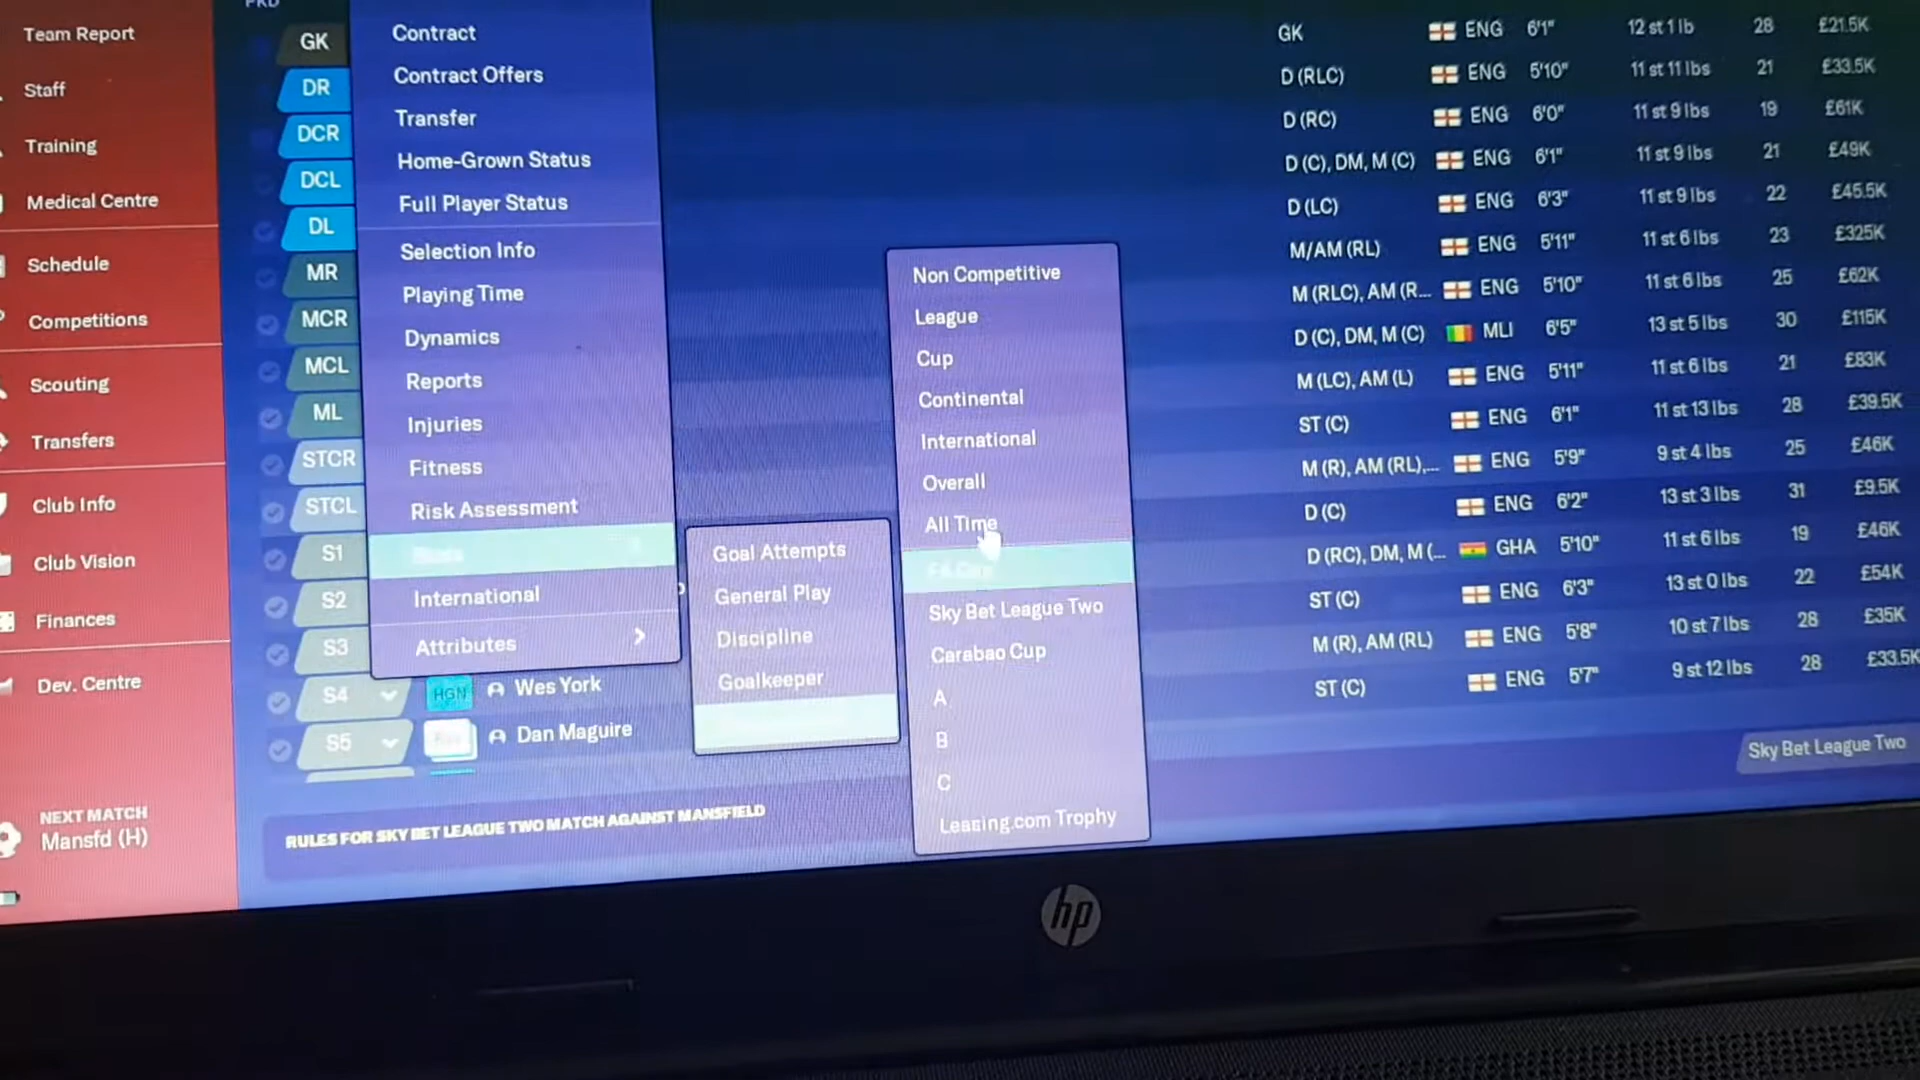 Team Report
Staff
Training
Medical Centre
Schedule
Competitions
Scouting
Transfers
Club Info
Club Vision
Finances
Dev. Centre
NEXT MATCH
Mansfd (H)
PKD
GK
DR
DCR
DCL
DL
MR
MCR
MCL
ML
STCR
STCL
S1
S2
S3
S4 HGN Wes York
S5 Dan Maguire
Contract
Contract Offers
Transfer
Home-Grown Status
Full Player Status
Selection Info
Playing Time
Dynamics
Reports
Injuries
Fitness
Risk Assessment
International
Attributes
Goal Attempts
General Play
Discipline
Goalkeeper
Non Competitive
League
Cup
Continental
International
Overall
All Time
FA Cup
Sky Bet League Two
Carabao Cup
A
B
C
Leasing.com Trophy
GK ENG 6'1" 12 st 1 lb 28 £21.5K
D (RLC) ENG 5'10" 11 st 11 lbs 21 £33.5K
D (RC) ENG 6'0" 11 st 9 lbs 19 £61K
D (C), DM, M (C) ENG 6'1" 11 st 9 lbs 21 £49K
D (LC) ENG 6'3" 11 st 9 lbs 22 £45.5K
M/AM (RL) ENG 5'11" 11 st 6 lbs 23 £325K
M (RLC), AM (R... ENG 5'10" 11 st 6 lbs 25 £62K
D (C), DM, M (C) MLI 6'5" 13 st 5 lbs 30 £115K
M (LC), AM (L) ENG 5'11" 11 st 6 lbs 21 £83K
ST (C) ENG 6'1" 11 st 13 lbs 28 £39.5K
M (R), AM (RL),... ENG 5'9" 9 st 4 lbs 25 £46K
D (C) ENG 6'2" 13 st 3 lbs 31 £9.5K
D (RC), DM, M (... GHA 5'10" 11 st 6 lbs 19 £46K
ST (C) ENG 6'3" 13 st 0 lbs 22 £54K
M (R), AM (RL) ENG 5'8" 10 st 7 lbs 28 £35K
ST (C) ENG 5'7" 9 st 12 lbs 28 £33.5K
Sky Bet League Two
RULES FOR SKY BET LEAGUE TWO MATCH AGAINST MANSFIELD
hp